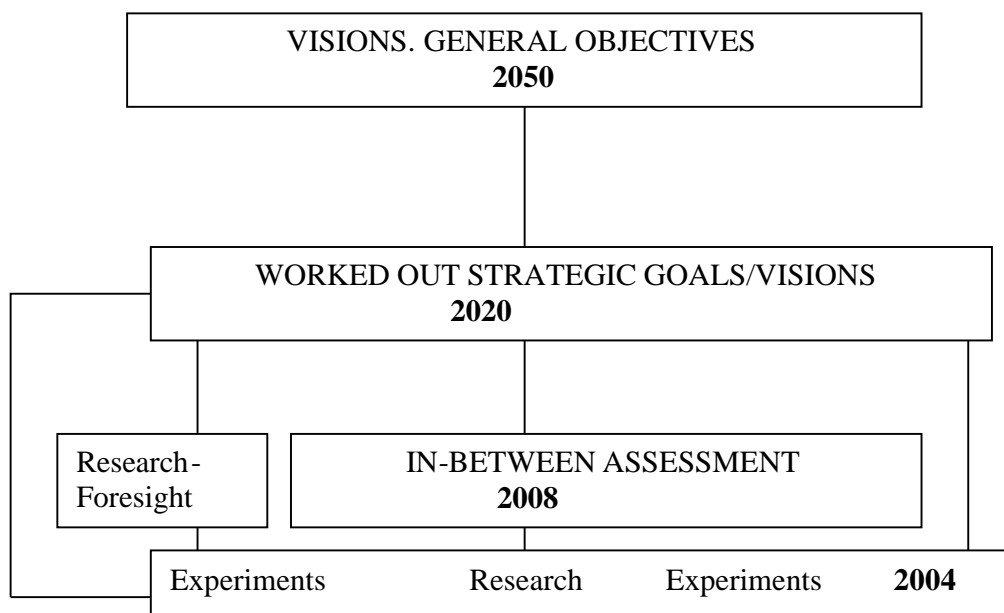 VISIONS. GENERAL OBJECTIVES
2050
WORKED OUT STRATEGIC GOALS/VISIONS
2020
Research-
Foresight
IN-BETWEEN ASSESSMENT
2008
Experiments Research Experiments 2004